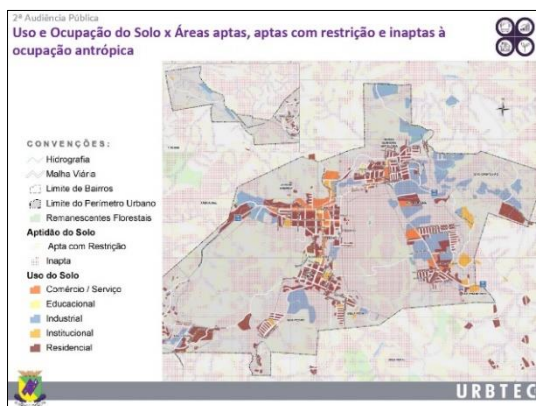 2ª Audiência Pública
Uso e Ocupação do Solo x Áreas aptas, aptas com restrição e inaptas à
ocupação antrópica
CONVENÇÕES:
Hidrografia
Malha Viária
Limite de Bairros
Limite do Perímetro Urbano
Remanescentes Florestais
Aptidão do Solo
Apta com Restrição
Inapta
Uso do Solo
Comércio / Serviço
Educacional
Industrial
Institucional
Residencial
URBTEC